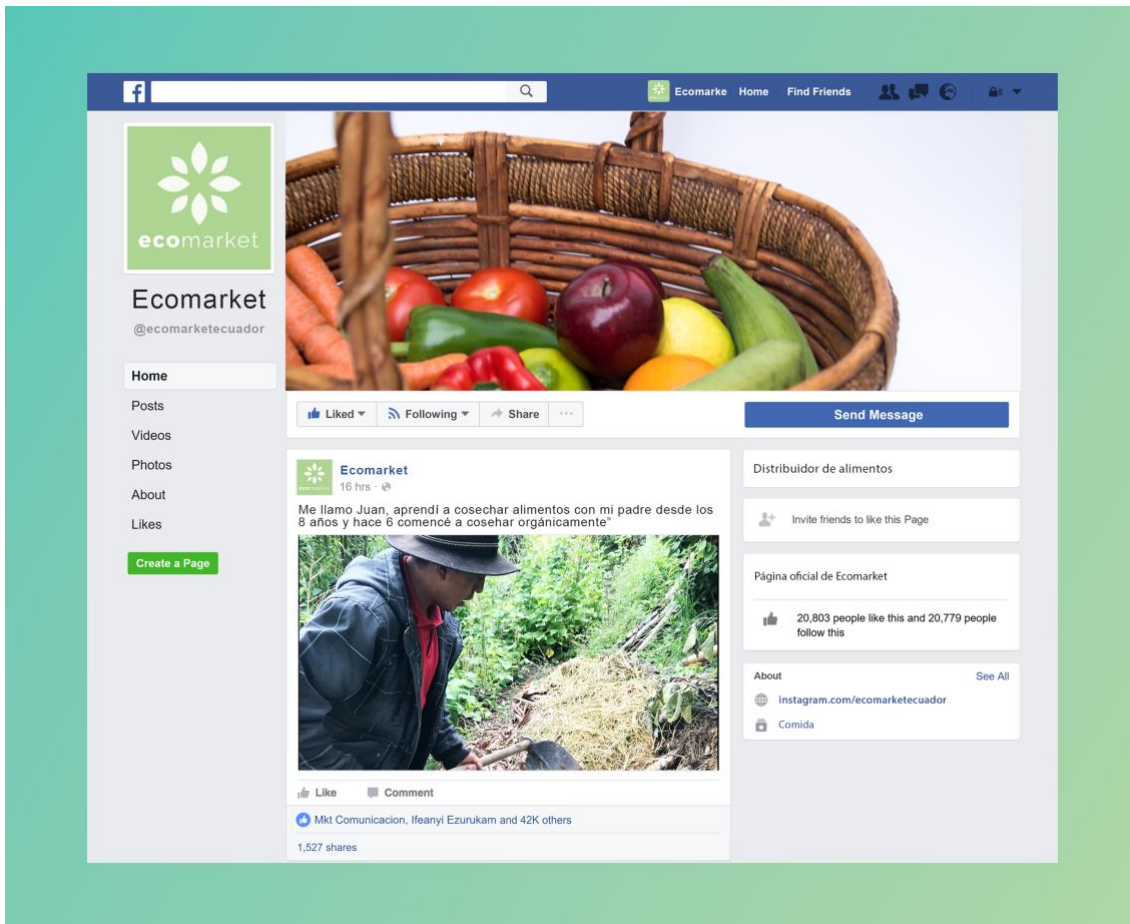 f
Ecomarke Home Find Friends
ecomarket
Ecomarket
@ecomarketecuador
Home
Posts
Videos
Photos
About
Likes
Create a Page
Liked Following Share ...
Send Message
Ecomarket
16 hrs ·
Me llamo Juan, aprendí a cosechar alimentos con mi padre desde los
8 años y hace 6 comencé a cosehar orgánicamente"
Like Comment
Mkt Comunicacion, Ifeanyi Ezurukam and 42K others
1,527 shares
Distribuidor de alimentos
Invite friends to like this Page
Página oficial de Ecomarket
20,803 people like this and 20,779 people
follow this
About See All
instagram.com/ecomarketecuador
Comida